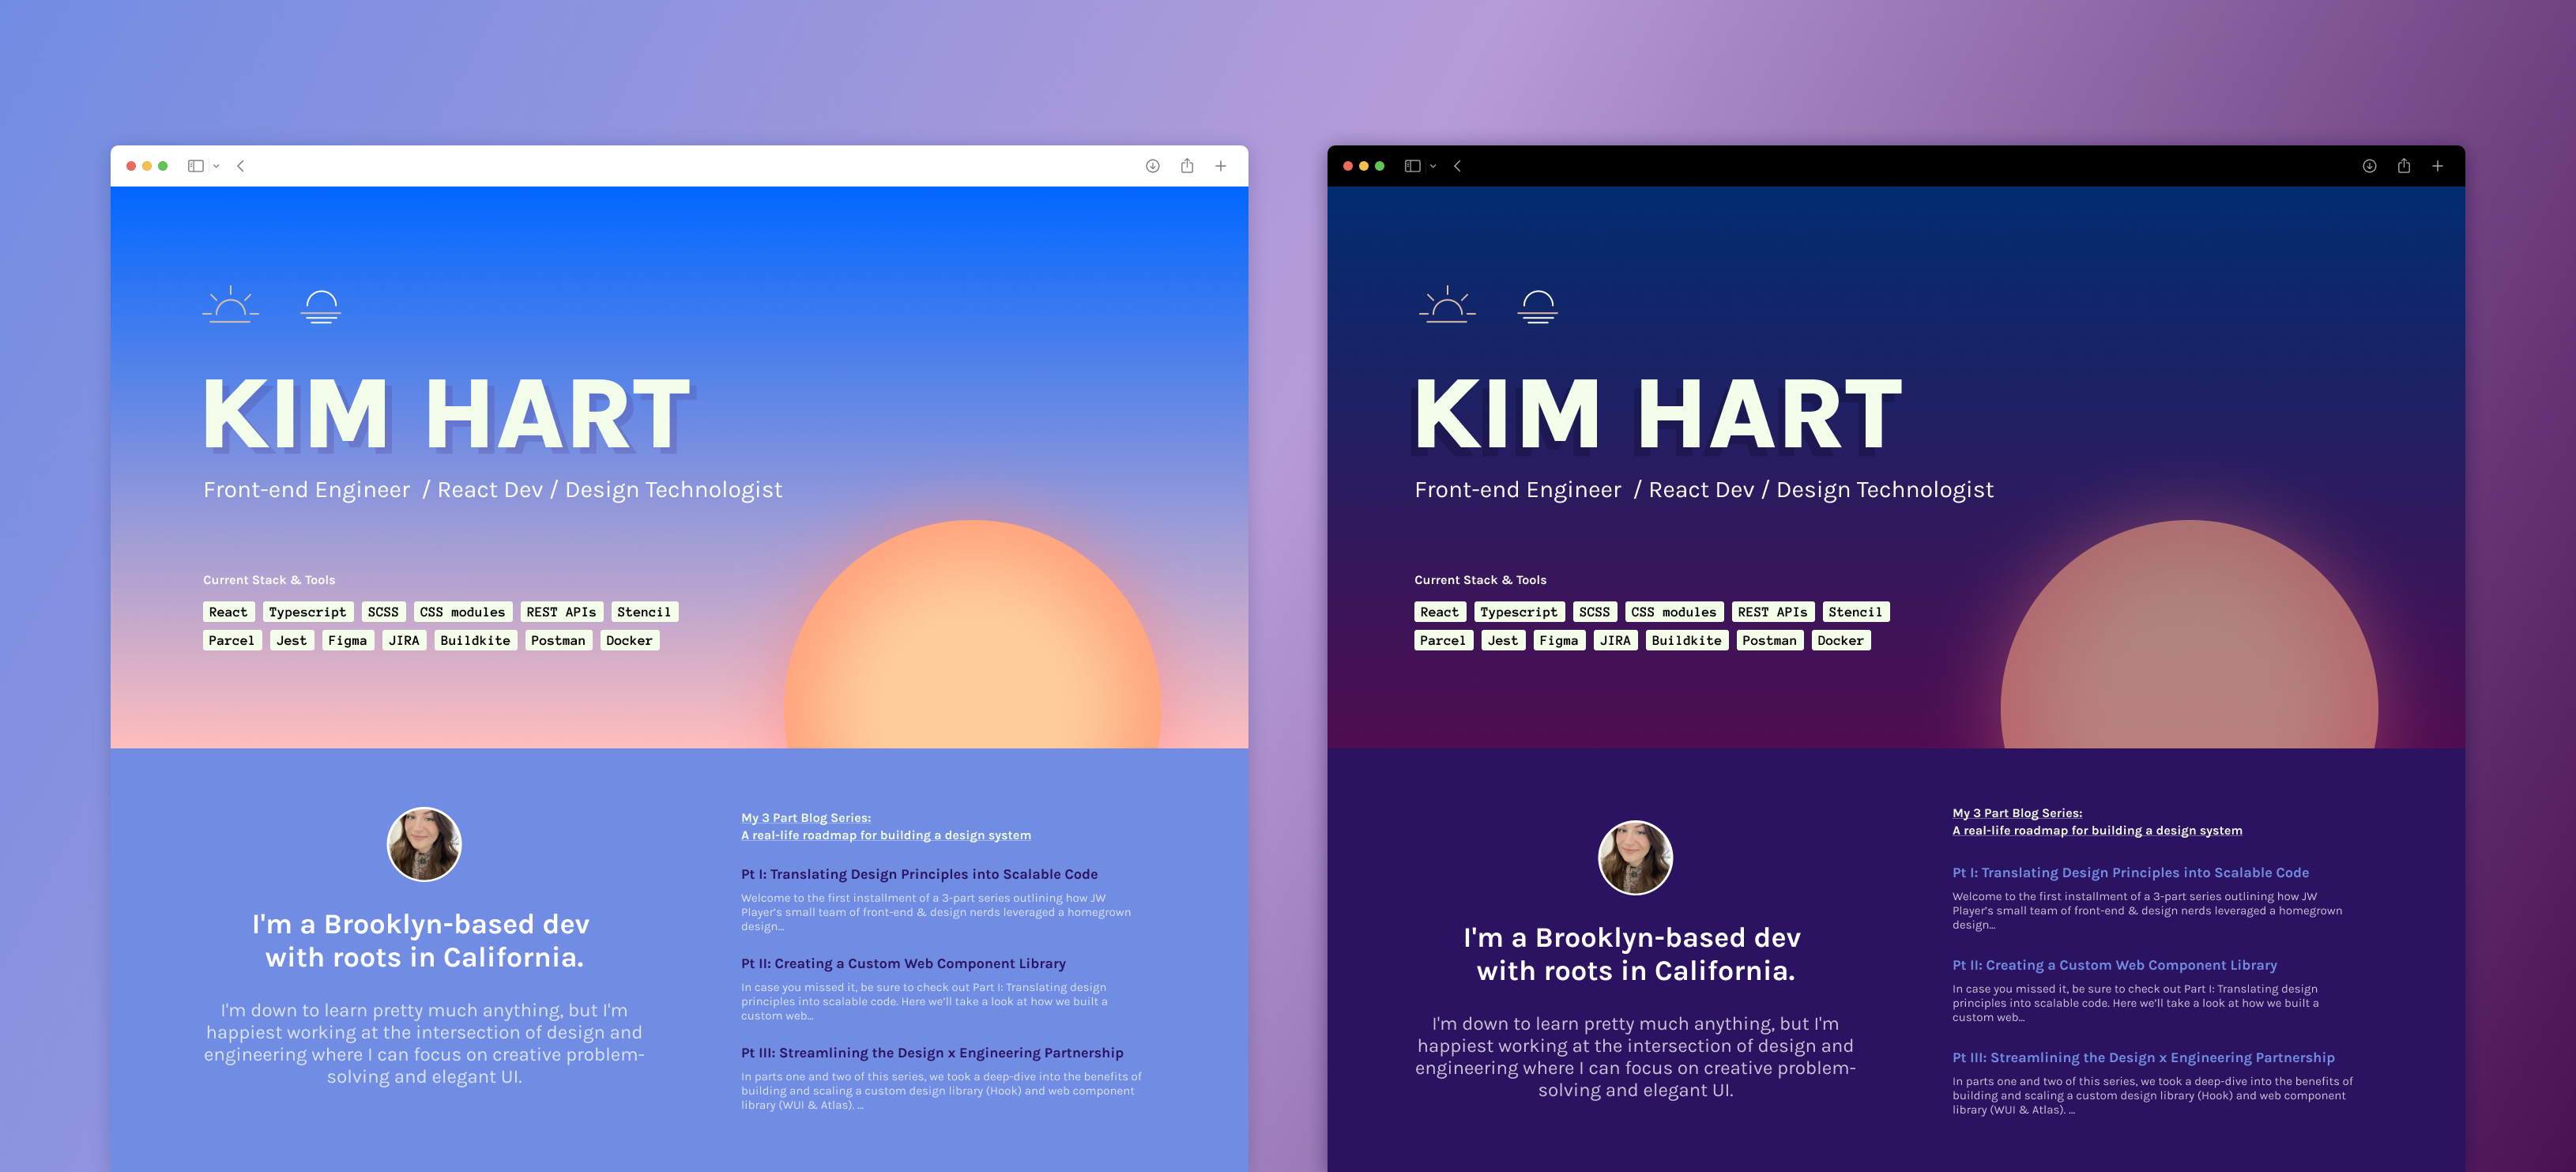 KIM HART
Front-end Engineer / React Dev / Design Technologist
Current Stack & Tools
React Typescript SCSS CSS modules REST APIs Stencil
Parcel Jest Figma JIRA Buildkite Postman Docker
I'm a Brooklyn-based dev
with roots in California.
I'm down to learn pretty much anything, but I'm
happiest working at the intersection of design and
engineering where I can focus on creative problem-
solving and elegant UI.
My 3 Part Blog Series:
A real-life roadmap for building a design system
Pt I: Translating Design Principles into Scalable Code
Welcome to the first installment of a 3-part series outlining how JW
Player's small team of front-end & design nerds leveraged a homegrown
design...
Pt II: Creating a Custom Web Component Library
In case you missed it, be sure to check out Part I: Translating design
principles into scalable code. Here we'll take a look at how we built a
custom web...
Pt III: Streamlining the Design x Engineering Partnership
In parts one and two of this series, we took a deep-dive into the benefits of
building and scaling a custom design library (Hook) and web component
library (WUI & Atlas). ...
KIM HART
Front-end Engineer / React Dev / Design Technologist
Current Stack & Tools
React Typescript SCSS CSS modules REST APIs Stencil
Parcel Jest Figma JIRA Buildkite Postman Docker
I'm a Brooklyn-based dev
with roots in California.
I'm down to learn pretty much anything, but I'm
happiest working at the intersection of design and
engineering where I can focus on creative problem-
solving and elegant UI.
My 3 Part Blog Series:
A real-life roadmap for building a design system
Pt I: Translating Design Principles into Scalable Code
Welcome to the first installment of a 3-part series outlining how JW
Player's small team of front-end & design nerds leveraged a homegrown
design...
Pt II: Creating a Custom Web Component Library
In case you missed it, be sure to check out Part I: Translating design
principles into scalable code. Here we'll take a look at how we built a
custom web...
Pt III: Streamlining the Design x Engineering Partnership
In parts one and two of this series, we took a deep-dive into the benefits of
building and scaling a custom design library (Hook) and web component
library (WUI & Atlas). ...